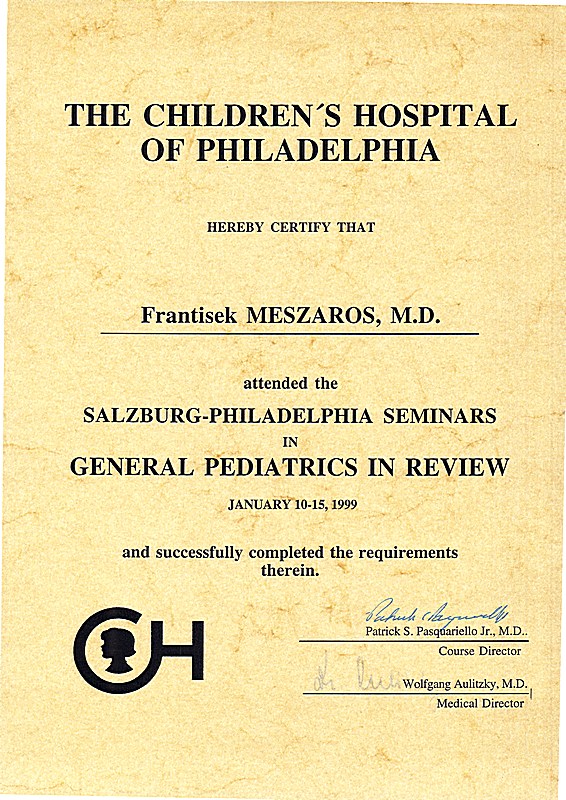 THE CHILDREN´S HOSPITAL
OF PHILADELPHIA
HEREBY CERTIFY THAT
Frantisek MESZAROS, M.D.
attended the
SALZBURG-PHILADELPHIA SEMINARS
IN
GENERAL PEDIATRICS IN REVIEW
JANUARY 10-15, 1999
and successfully completed the requirements
therein.
CH
Patrick S. Pasquariello Jr., M.D..
Course Director
Wolfgang Aulitzky, M.D.
Medical Director